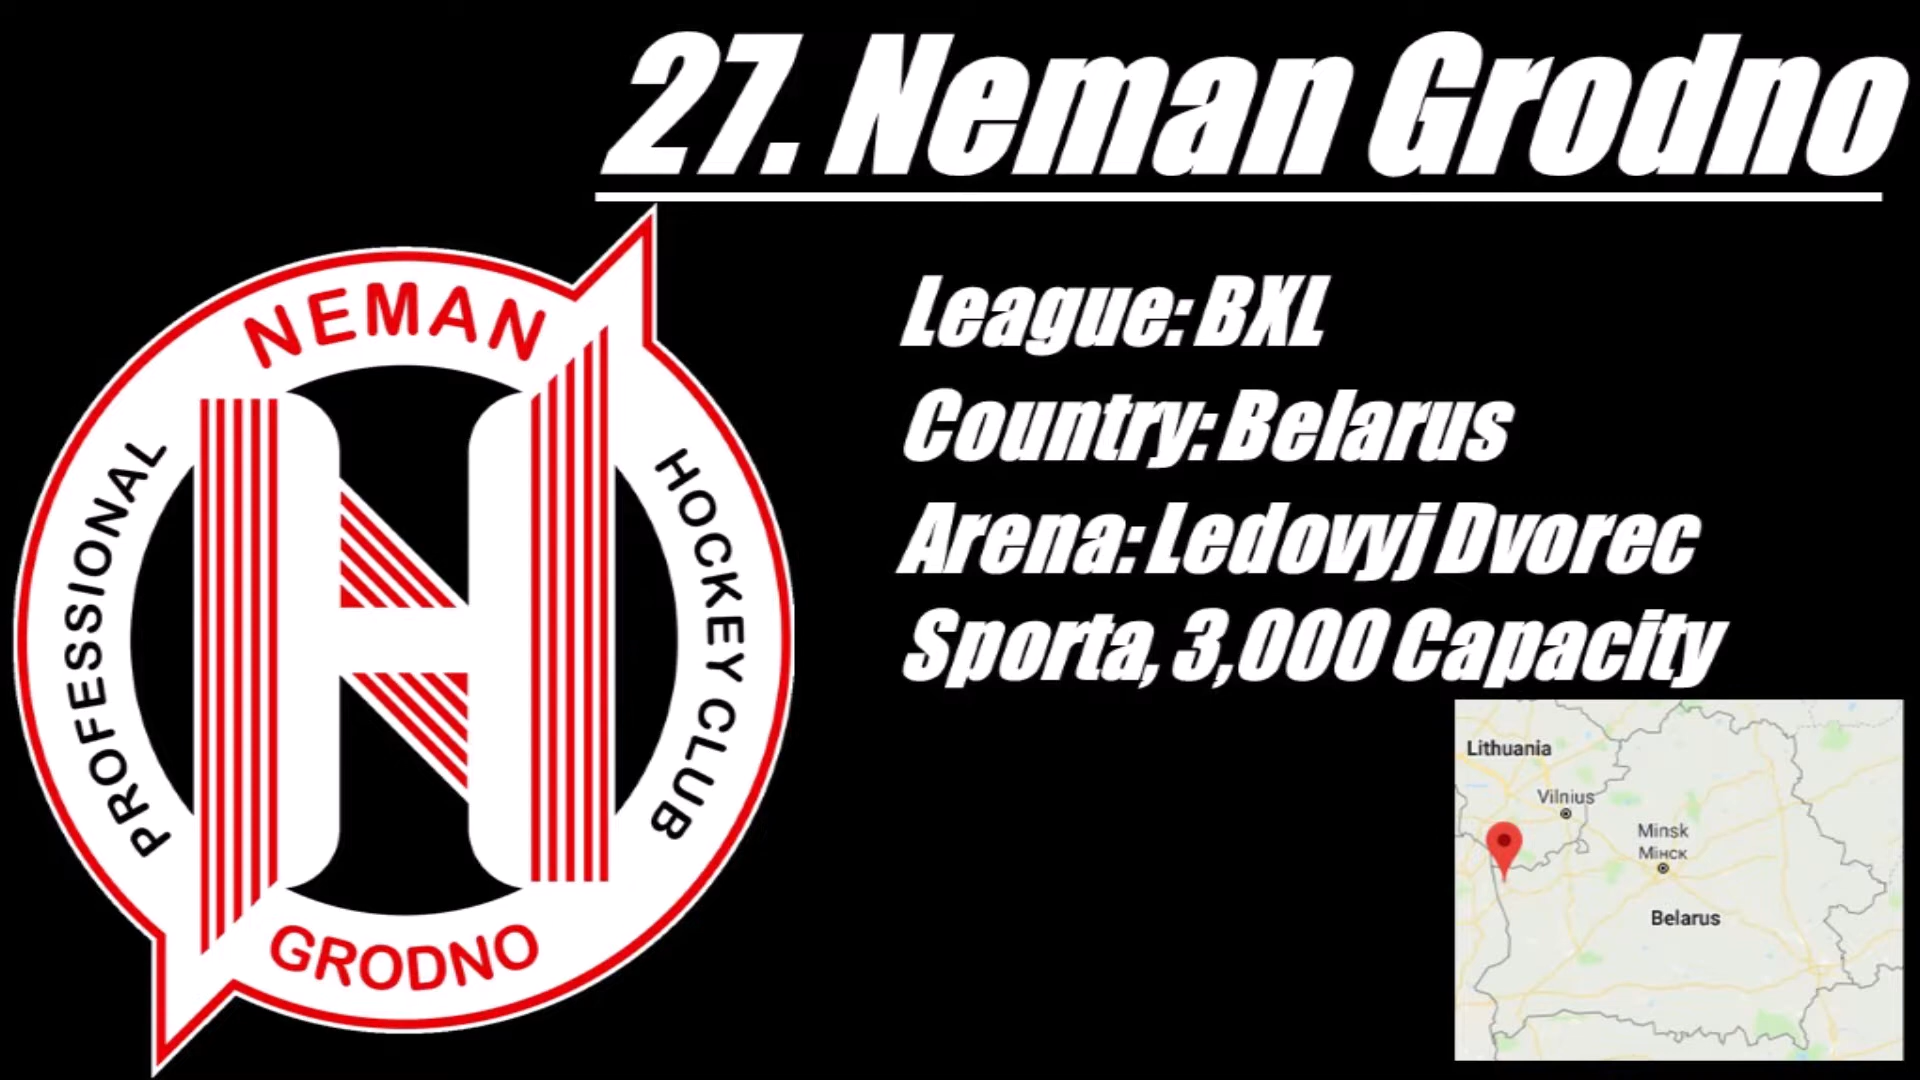 27. Neman Grodno
NEMAN
PROFESSIONAL
HOCKEY CLUB
GRODNO
League: BXL
Country: Belarus
Arena: Ledovyj Dvorec
Sporta, 3,000 Capacity
Lithuania
Vilnius
Minsk
Мінск
Belarus